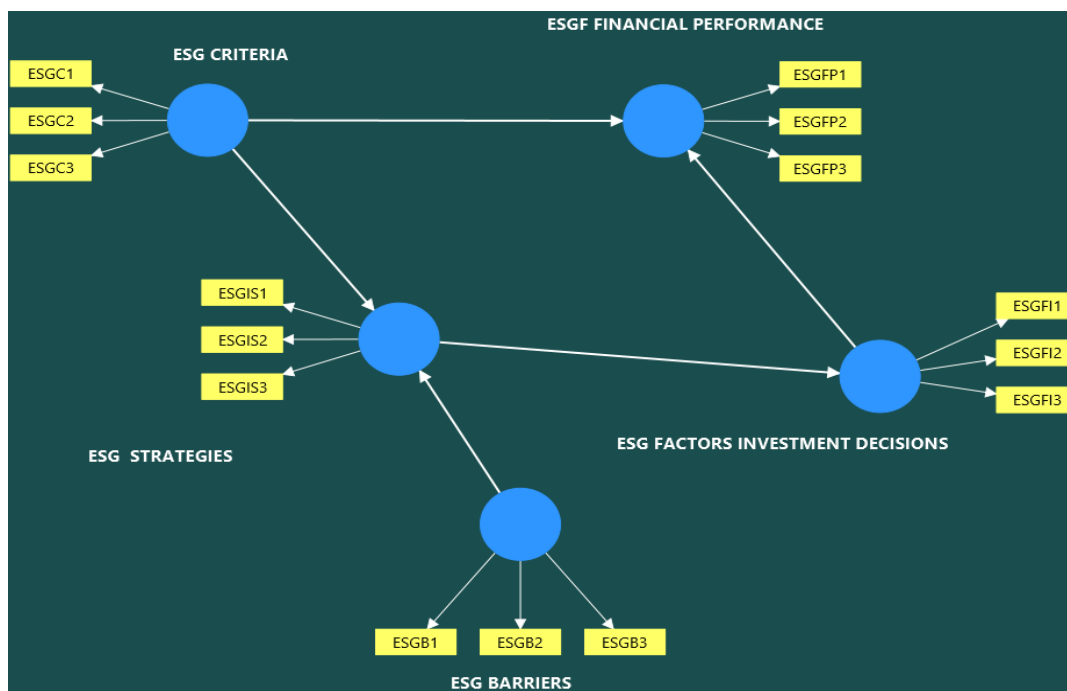 ESGF FINANCIAL PERFORMANCE
ESG CRITERIA
ESGC1
ESGC2
ESGC3
ESGFP1
ESGFP2
ESGFP3
ESGIS1
ESGIS2
ESGIS3
ESGFI1
ESGFI2
ESGFI3
ESG FACTORS INVESTMENT DECISIONS
ESG  STRATEGIES
ESGB1
ESGB2
ESGB3
ESG BARRIERS